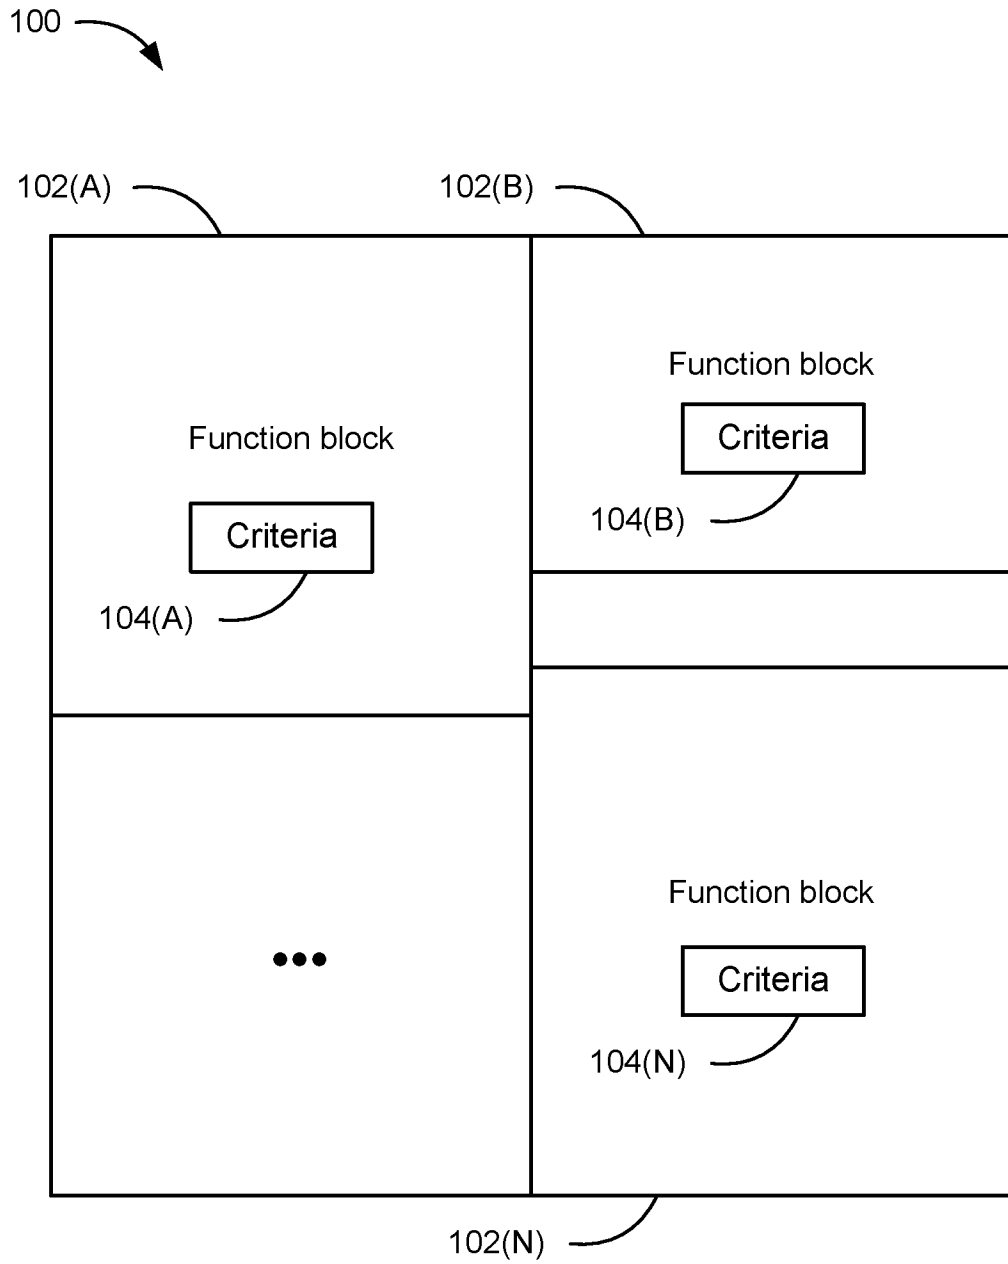 100
102(A)
102(B)
Function block
Criteria
104(A)
Function block
Criteria
104(B)
•••
Function block
Criteria
104(N)
102(N)